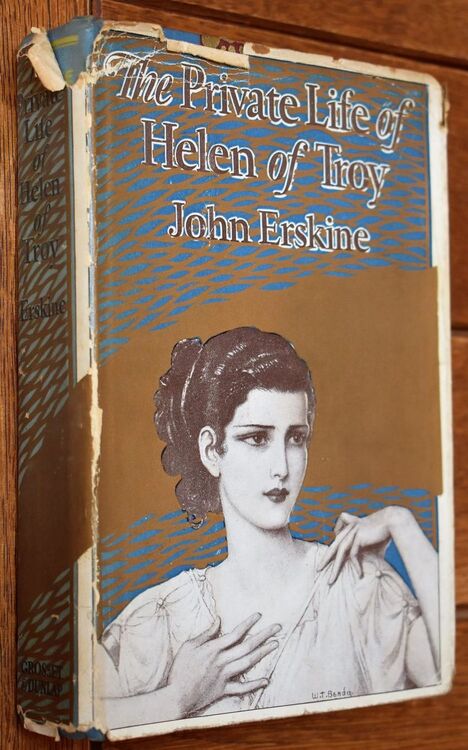 The Private Life of
Helen of Troy
John Erskine
W.T. Benda
Private
Life
of
Helen
of
Troy
Erskine
GROSSET
& DUNLAP